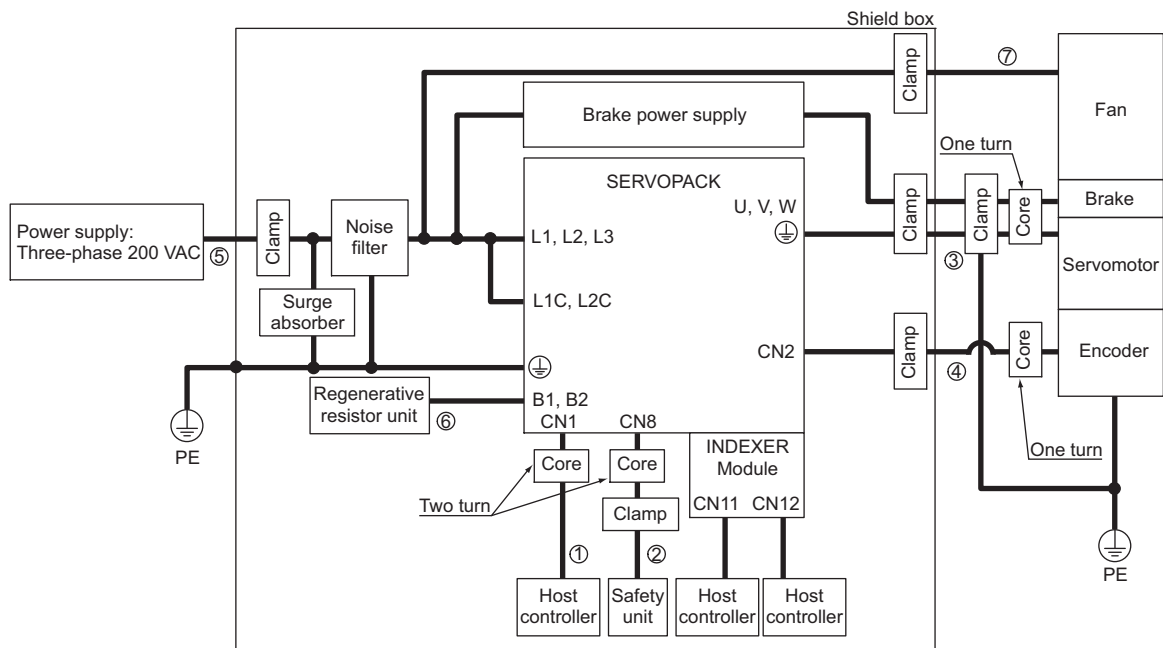 Shield box
Clamp
⑦
Fan
Brake power supply
One turn
SERVOPACK
U, V, W
Clamp
Clamp
Core
Brake
Power supply:
Three-phase 200 VAC
⑤
Clamp
Noise
filter
L1, L2, L3
③
Servomotor
Surge
absorber
L1C, L2C
CN2
Clamp
④
Core
Encoder
Regenerative
resistor unit
⑥
B1, B2
PE
CN1
CN8
INDEXER
Module
One turn
Core
Core
Two turn
Clamp
CN11
CN12
①
②
PE
Host
controller
Safety
unit
Host
controller
Host
controller